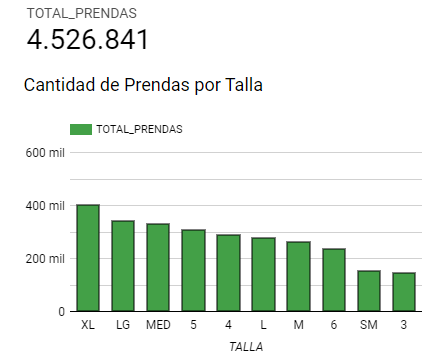 TOTAL_PRENDAS
4.526.841
Cantidad de Prendas por Talla
TOTAL_PRENDAS
600 mil
400 mil
200 mil
0
XL LG MED 5 4 L M 6 SM 3
TALLA